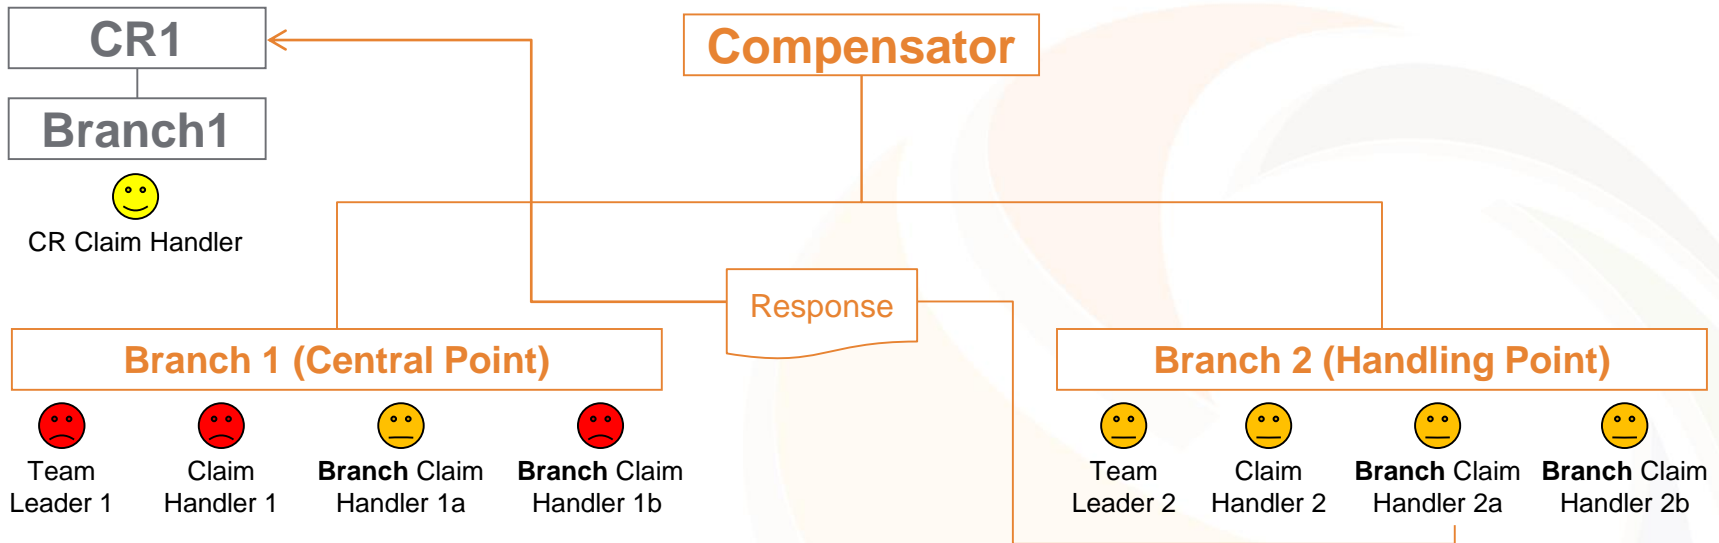 CR1
Compensator
Branch1
CR Claim Handler
Response
Branch 1 (Central Point)
Branch 2 (Handling Point)
Team
Leader 1
Claim
Handler 1
Branch Claim
Handler 1a
Branch Claim
Handler 1b
Team
Leader 2
Claim
Handler 2
Branch Claim
Handler 2a
Branch Claim
Handler 2b